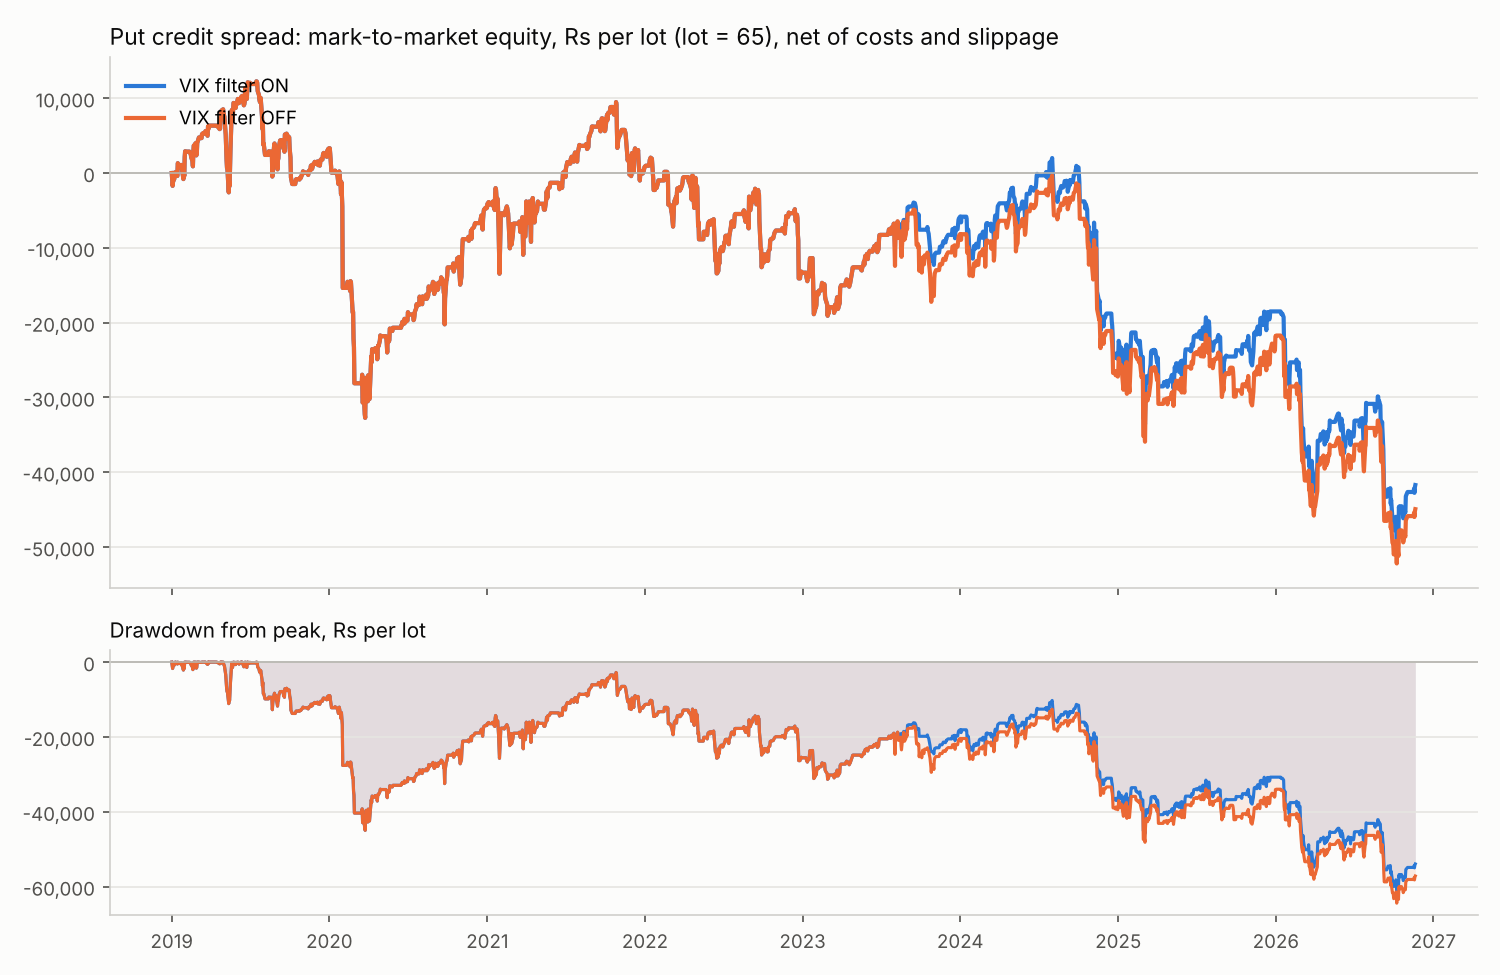 Put credit spread: mark-to-market equity, Rs per lot (lot = 65), net of costs and slippage
VIX filter ON
VIX filter OFF
10,000
0
-10,000
-20,000
-30,000
-40,000
-50,000
Drawdown from peak, Rs per lot
0
-20,000
-40,000
-60,000
2019 2020 2021 2022 2023 2024 2025 2026 2027